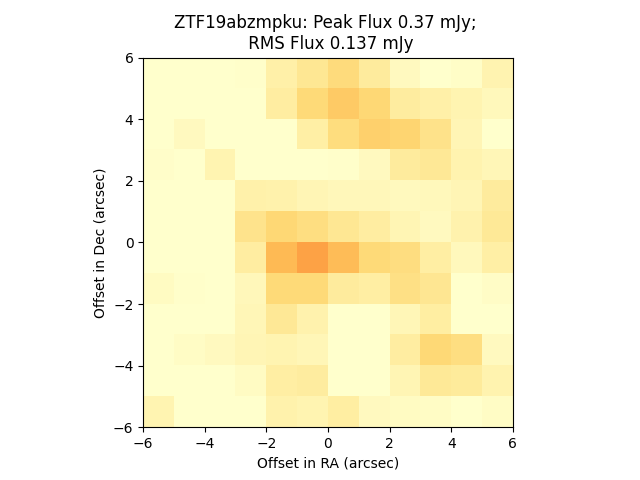 ZTF19abzmpku: Peak Flux 0.37 mJy;
RMS Flux 0.137 mJy
6
4
2
0
−2
−4
−6
Offset in Dec (arcsec)
−6 −4 −2 0 2 4 6
Offset in RA (arcsec)